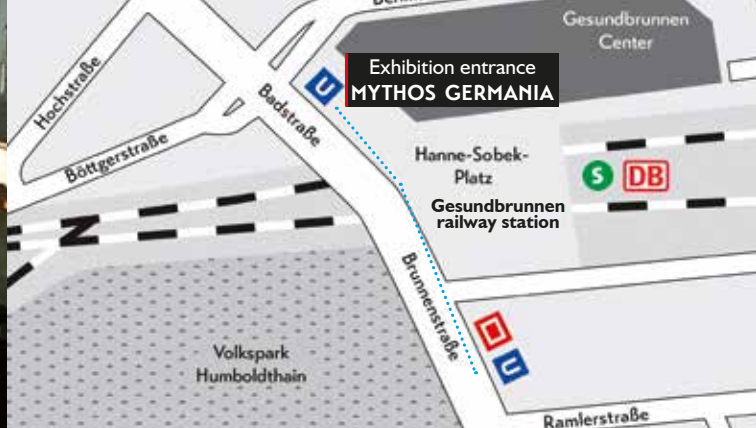 Gesundbrunnen
Center
Exhibition entrance
MYTHOS GERMANIA
U
Hochstraße
Badstraße
Böttgerstraße
Hanne-Sobek-
Platz
S
DB
Gesundbrunnen
railway station
Brunnenstraße
Volkspark
Humboldthain
U
Ramlerstraße